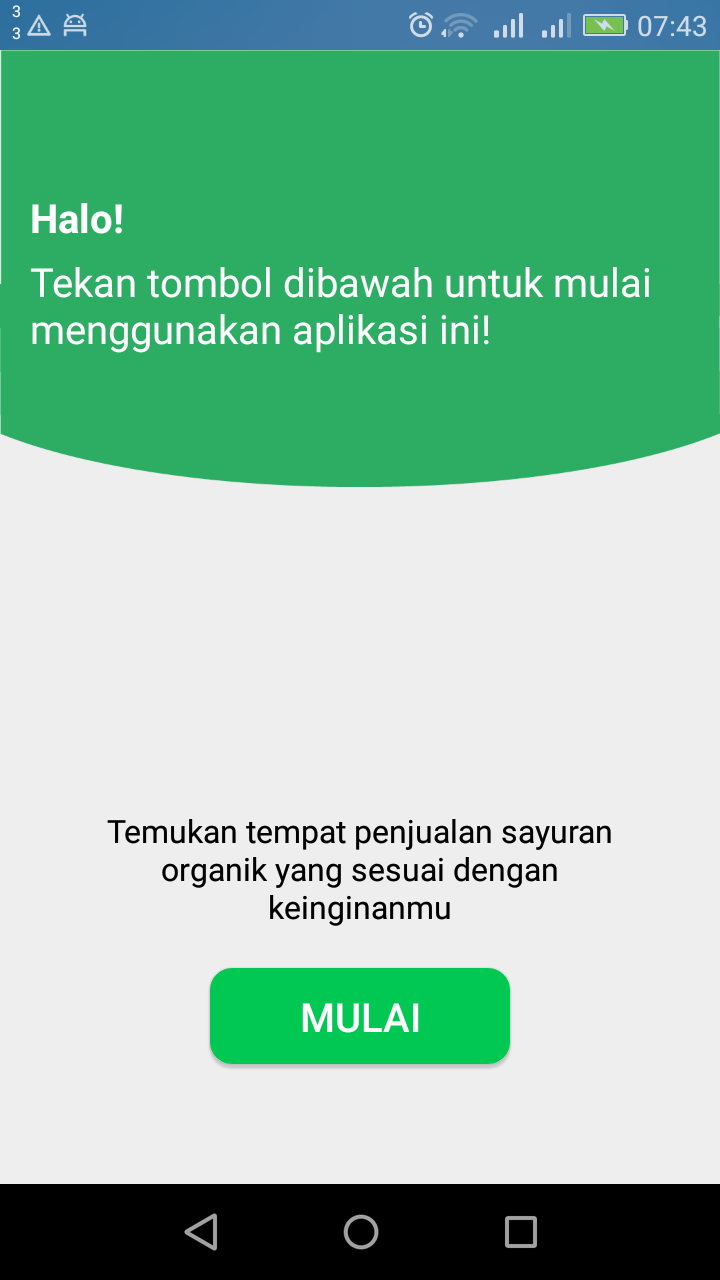 3
3
07:43
Halo!
Tekan tombol dibawah untuk mulai
menggunakan aplikasi ini!
Temukan tempat penjualan sayuran
organik yang sesuai dengan
keinginanmu
MULAI